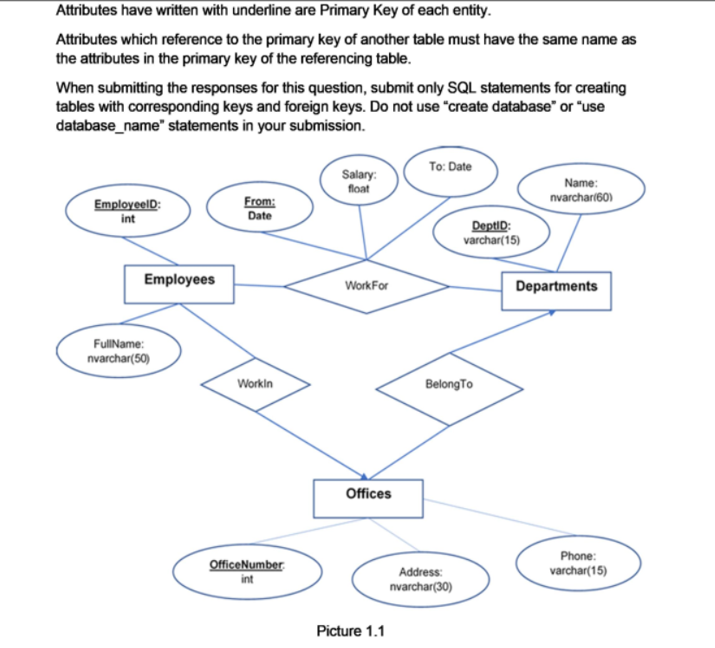 Attributes have written with underline are Primary Key of each entity.
Attributes which reference to the primary key of another table must have the same name as
the attributes in the primary key of the referencing table.
When submitting the responses for this question, submit only SQL statements for creating
tables with corresponding keys and foreign keys. Do not use "create database" or "use
database_name" statements in your submission.
Salary:
float
To: Date
Name:
nvarchar(60)
EmployeeID:
int
From:
Date
DeptID:
varchar(15)
Employees
WorkFor
Departments
FullName:
nvarchar(50)
WorkIn
BelongTo
Offices
OfficeNumber:
int
Address:
nvarchar(30)
Phone:
varchar(15)
Picture 1.1